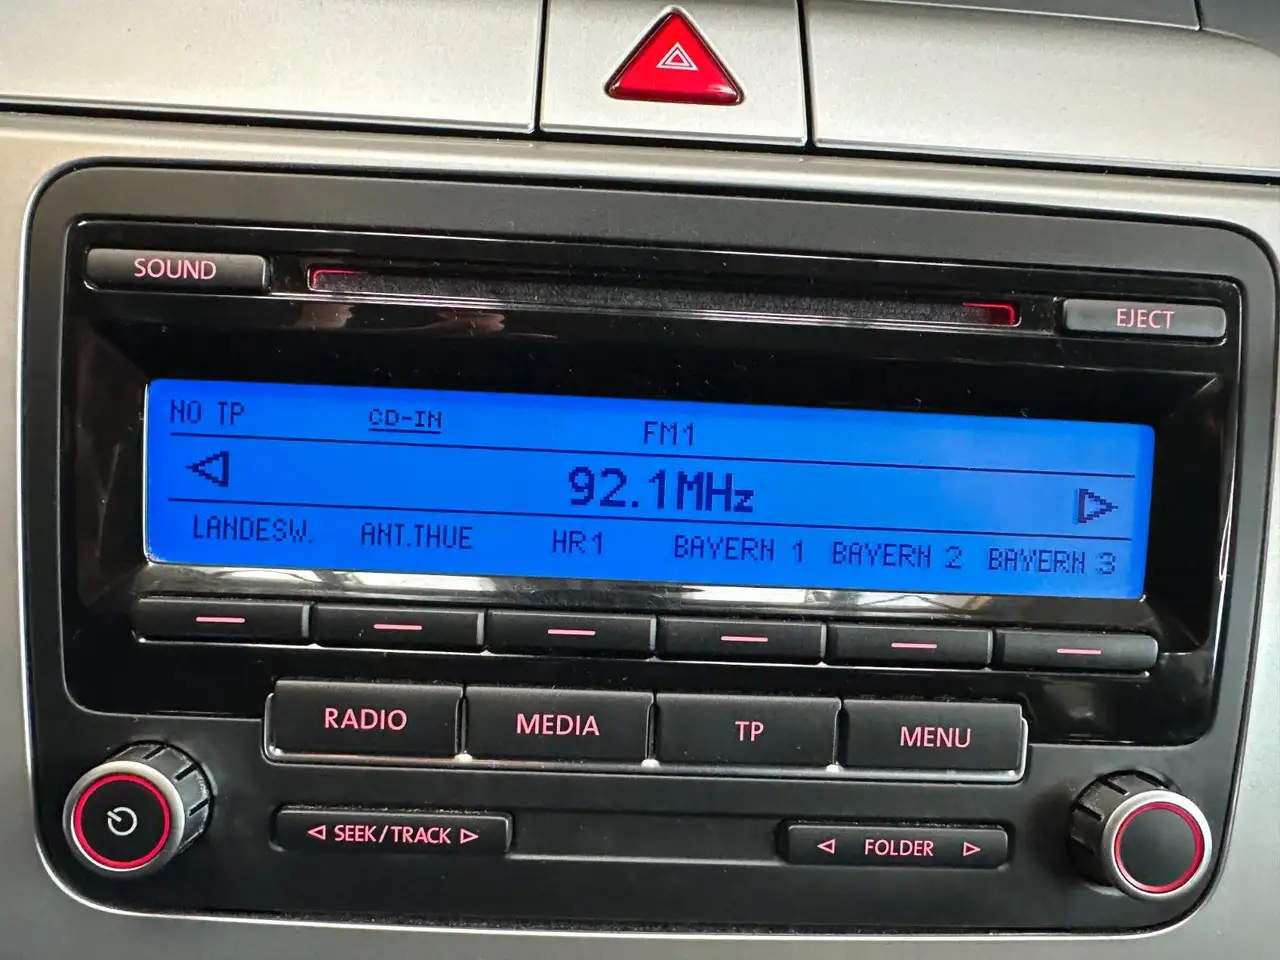 SOUND
EJECT
NO TP CD-IN FM1
92.1MHz
LANDESW. ANT.THUE HR1 BAYERN 1 BAYERN 2 BAYERN 3
RADIO MEDIA TP MENU
SEEK/TRACK FOLDER